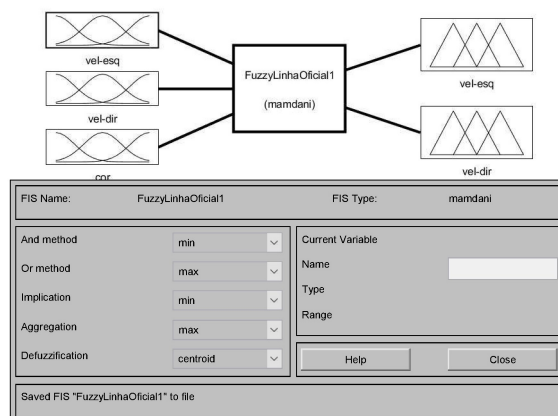 vel-esq
vel-dir
cor
FuzzyLinhaOficial1
(mamdani)
vel-esq
vel-dir
FIS Name: FuzzyLinhaOficial1 FIS Type: mamdani
And method min
Or method max
Implication min
Aggregation max
Defuzzification centroid
Current Variable
Name
Type
Range
Help Close
Saved FIS "FuzzyLinhaOficial1" to file